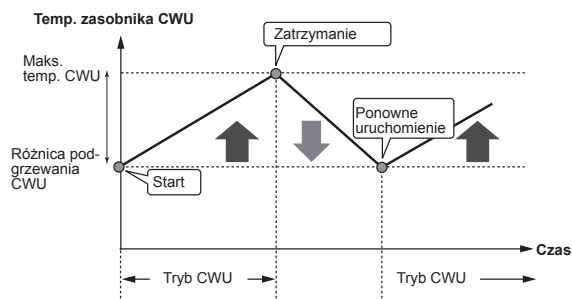 Temp. zasobnika CWU
Zatrzymanie
Maks.
temp. CWU
Ponowne
uruchomienie
Różnica pod-
grzewania
CWU
Start
Czas
Tryb CWU
Tryb CWU